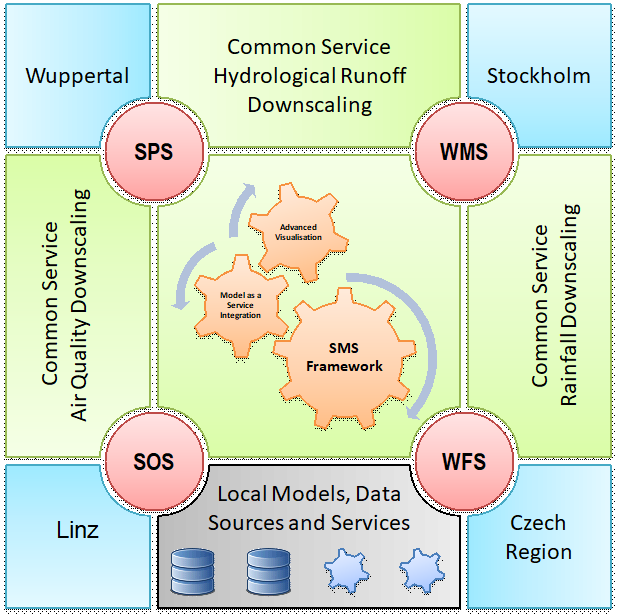 Wuppertal
Common Service
Hydrological Runoff
Downscaling
Stockholm
SPS
WMS
Common Service
Air Quality Downscaling
Advanced
Visualisation
Model as a
Service
Integration
SMS
Framework
Common Service
Rainfall Downscaling
SOS
WFS
Linz
Local Models, Data
Sources and Services
Czech
Region